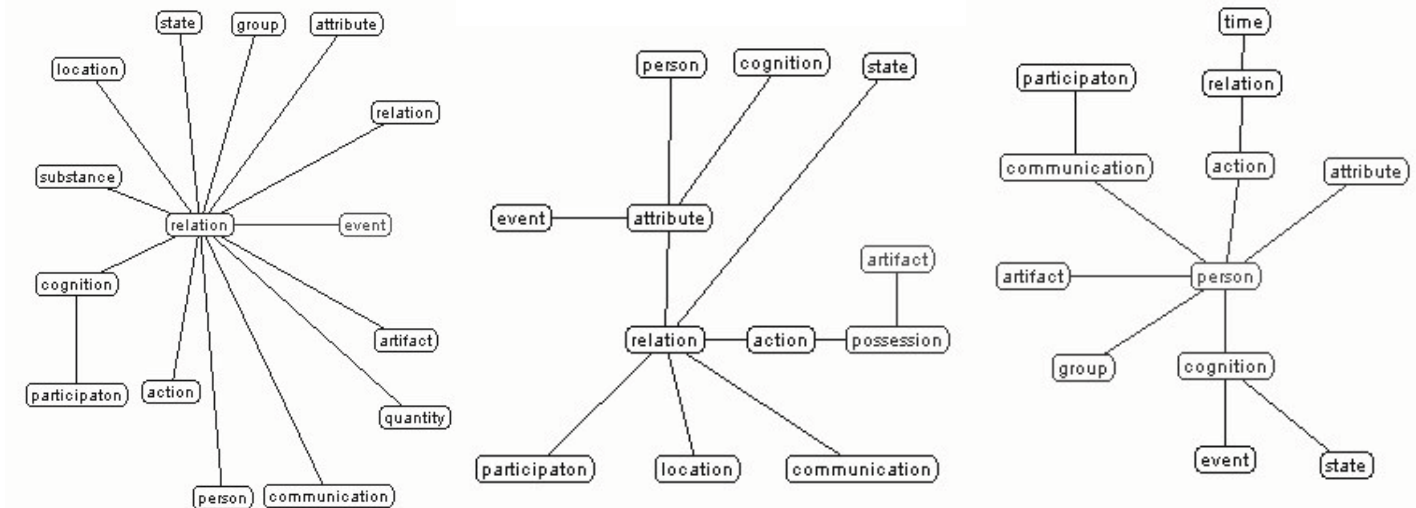 state
group
attribute
location
relation
substance
relation
event
cognition
artifact
participaton
action
quantity
person
communication
person
cognition
state
event
attribute
artifact
relation
action
possession
participaton
location
communication
time
participaton
relation
communication
action
attribute
artifact
person
group
cognition
event
state